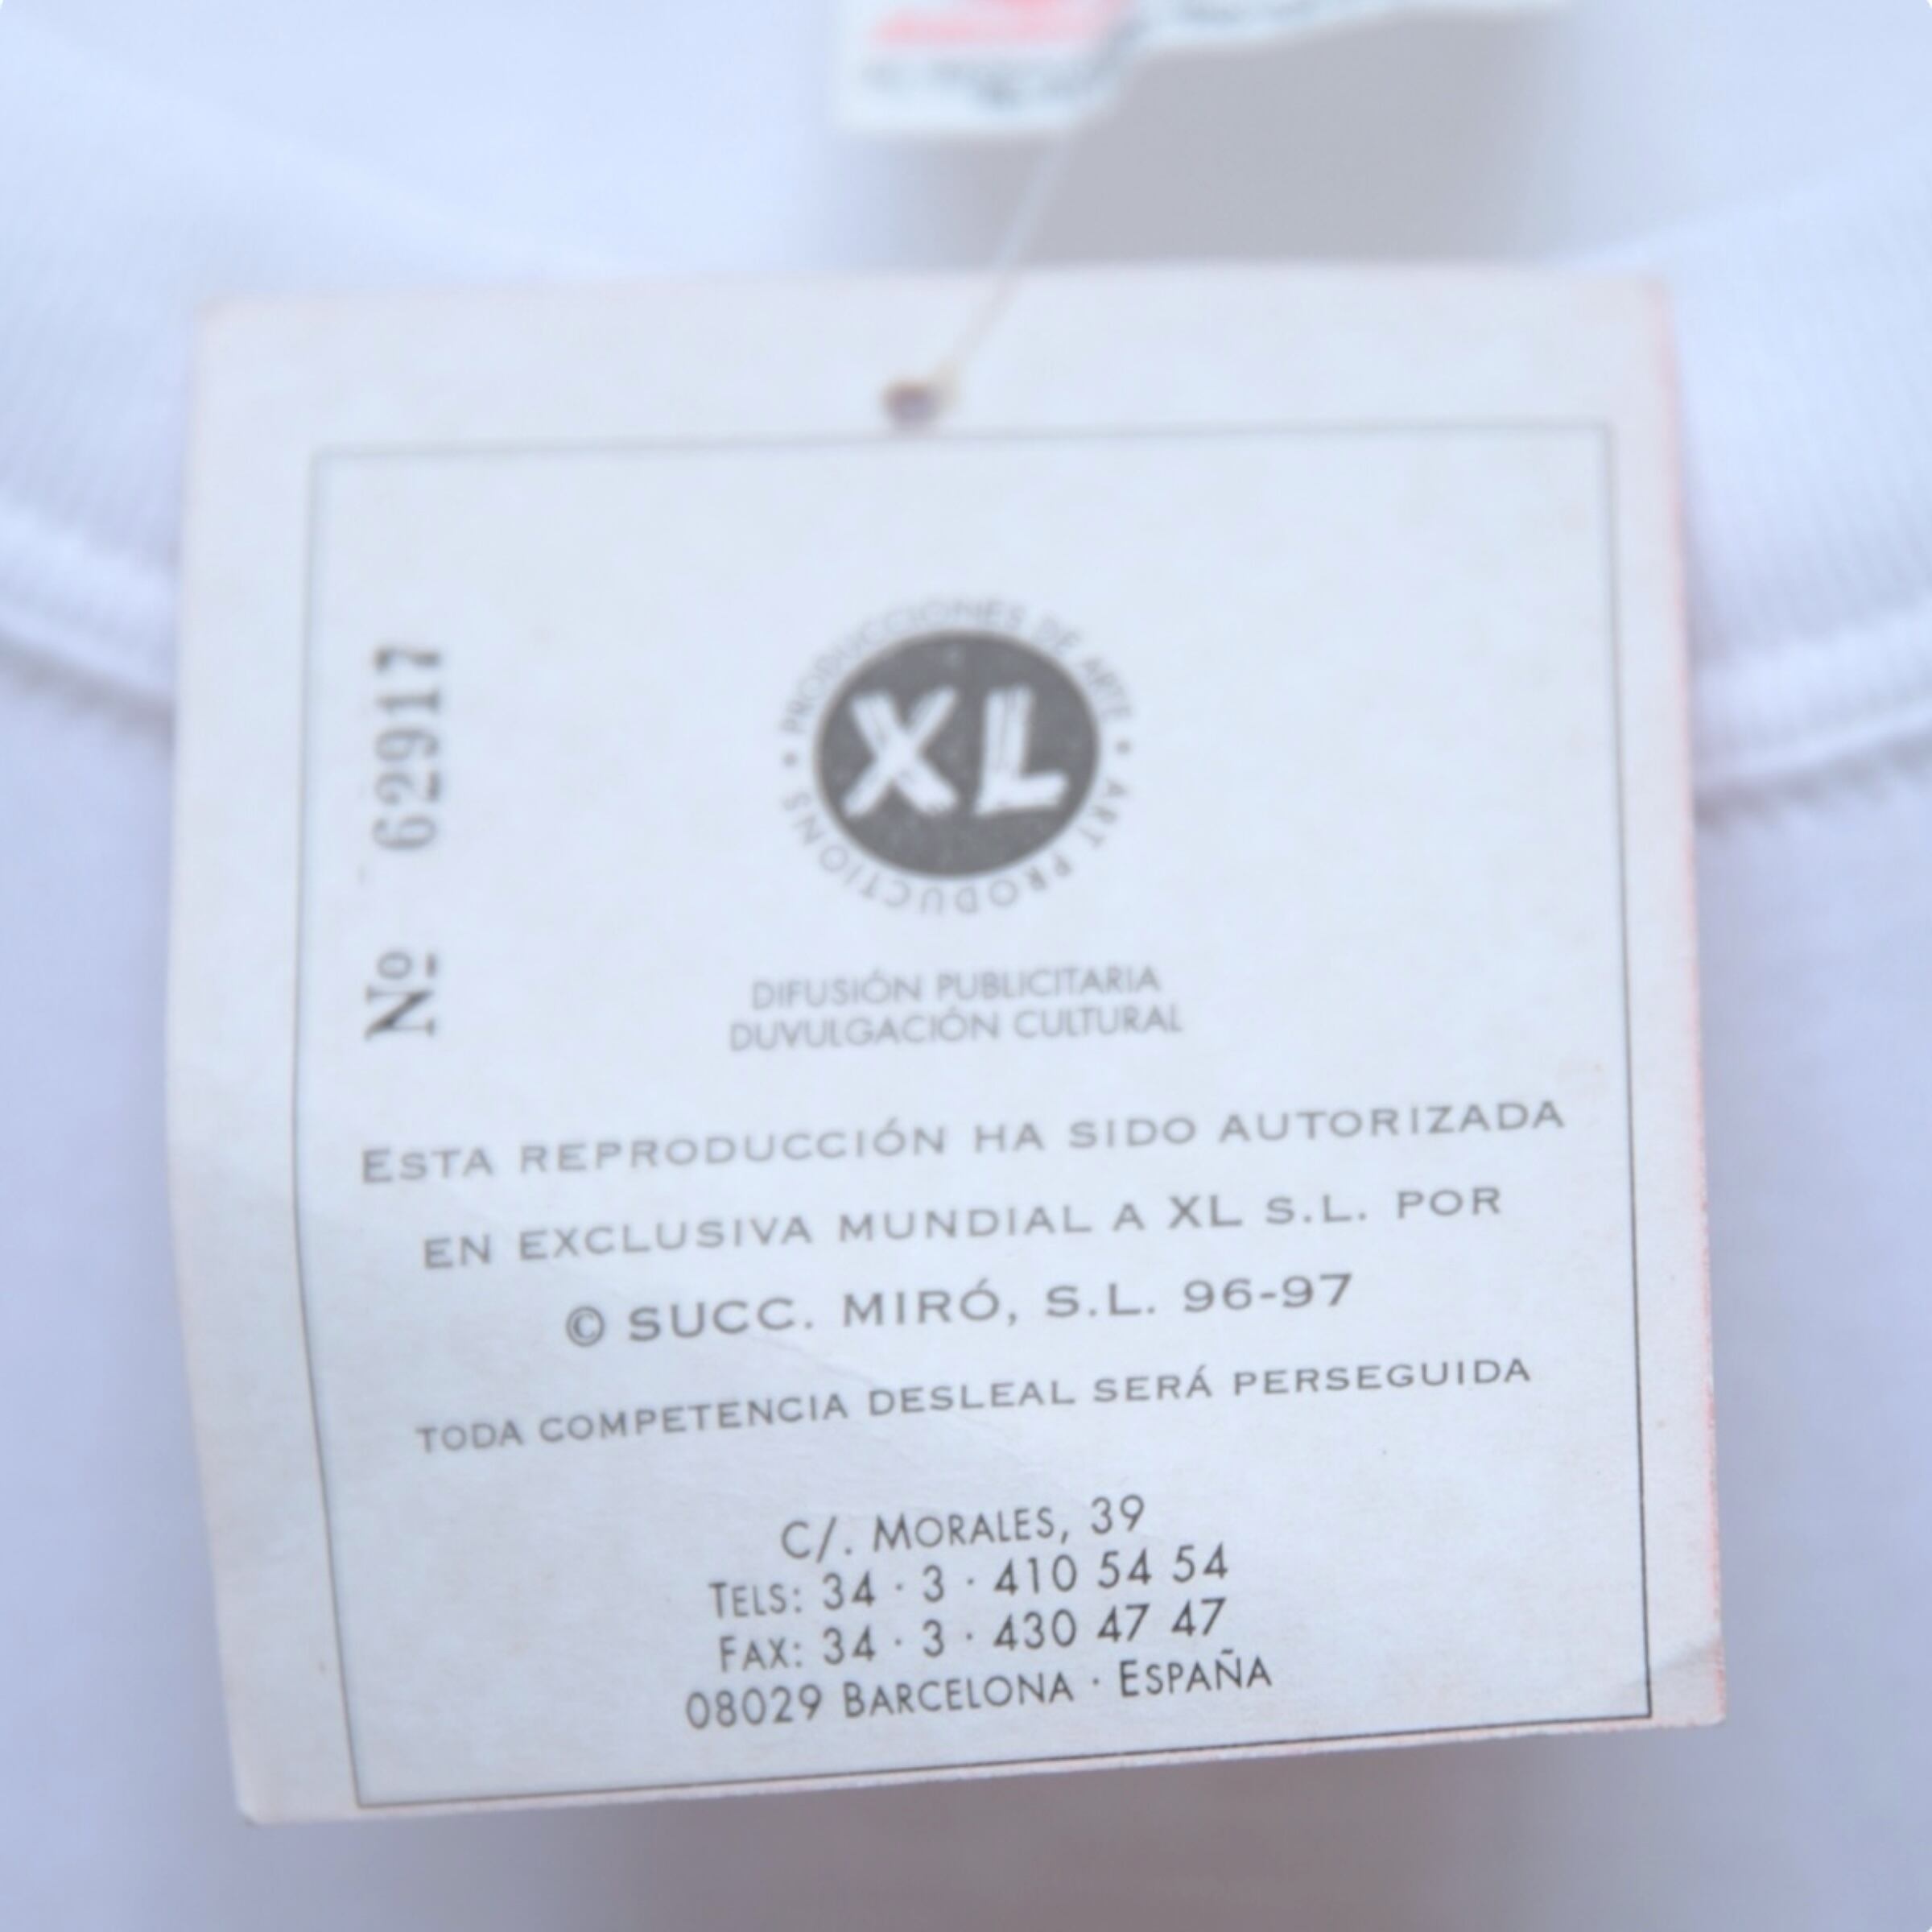 Nº 62917
PRODUCCIONES DE ARTE • ART PRODUCTIONS •
XL
DIFUSIÓN PUBLICITARIA
DUVULGACIÓN CULTURAL
ESTA REPRODUCCIÓN HA SIDO AUTORIZADA
EN EXCLUSIVA MUNDIAL A XL S.L. POR
© SUCC. MIRÓ, S.L. 96-97
TODA COMPETENCIA DESLEAL SERÁ PERSEGUIDA
C/. MORALES, 39
TELS: 34 · 3 · 410 54 54
FAX: 34 · 3 · 430 47 47
08029 BARCELONA · ESPAÑA